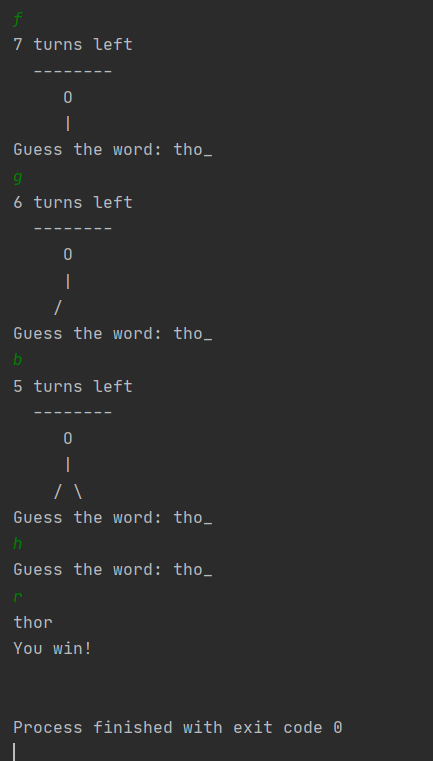 f
7 turns left
  --------
     O
     |
Guess the word: tho_
g
6 turns left
  --------
     O
     |
    /
Guess the word: tho_
b
5 turns left
  --------
     O
     |
    / \
Guess the word: tho_
h
Guess the word: tho_
r
thor
You win!
Process finished with exit code 0